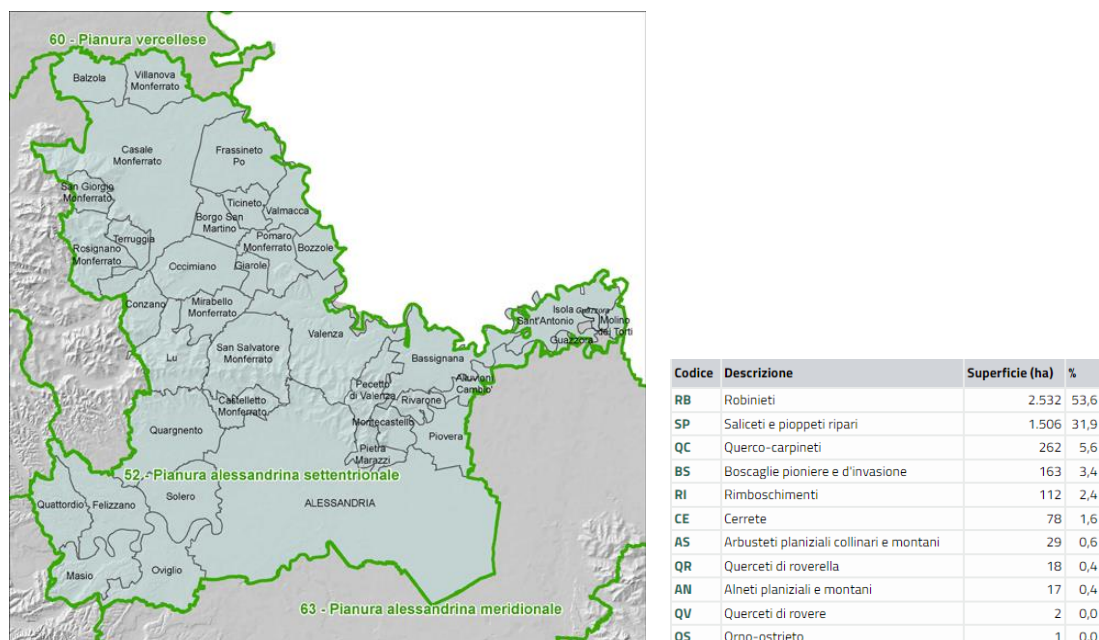 60 - Pianura vercellese
Balzola
Villanova
Monferrato
Casale
Monferrato
Frassineto
Po
San Giorgio
Monferrato
Ticineto
Valmacca
Borgo San
Martino
Terruggia
Rosignano
Monferrato
Pomaro
Monferrato
Bozzole
Occimiano
Giarole
Conzano
Mirabello
Monferrato
Isola
Sant'Antonio
Guazzora
Molino
dei Torti
Guazzora
Valenza
Lu
San Salvatore
Monferrato
Bassignana
Pecetto
di Valenza
Alluvioni
Cambio'
Castelletto
Monferrato
Rivarone
Quargnento
Montecastello
Piovera
Pietra
Marazzi
52 - Pianura alessandrina settentrionale
Quattordio
Felizzano
Solero
ALESSANDRIA
Masio
Oviglio
63 - Pianura alessandrina meridionale
Codice Descrizione Superficie (ha) %
RB Robinieti 2.532 53,6
SP Saliceti e pioppeti ripari 1.506 31,9
QC Querco-carpineti 262 5,6
BS Boscaglie pioniere e d'invasione 163 3,4
RI Rimboschimenti 112 2,4
CE Cerrete 78 1,6
AS Arbusteti planiziali collinari e montani 29 0,6
QR Querceti di roverella 18 0,4
AN Alneti planiziali e montani 17 0,4
QV Querceti di rovere 2 0,0
OS Orno-ostrieto 1 0,0